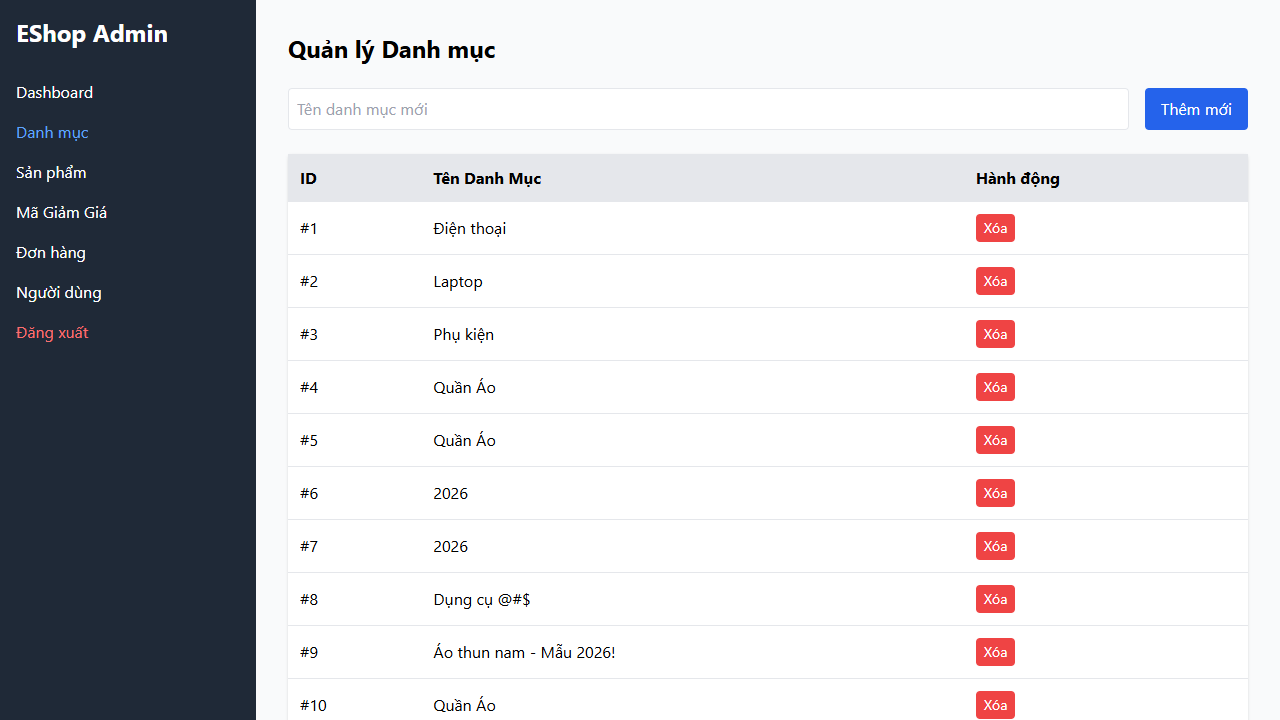 EShop Admin
Dashboard
Danh mục
Sản phẩm
Mã Giảm Giá
Đơn hàng
Người dùng
Đăng xuất
Quản lý Danh mục
Tên danh mục mới
Thêm mới
ID Tên Danh Mục Hành động
#1 Điện thoại Xóa
#2 Laptop Xóa
#3 Phụ kiện Xóa
#4 Quần Áo Xóa
#5 Quần Áo Xóa
#6 2026 Xóa
#7 2026 Xóa
#8 Dụng cụ @#$ Xóa
#9 Áo thun nam - Mẫu 2026! Xóa
#10 Quần Áo Xóa